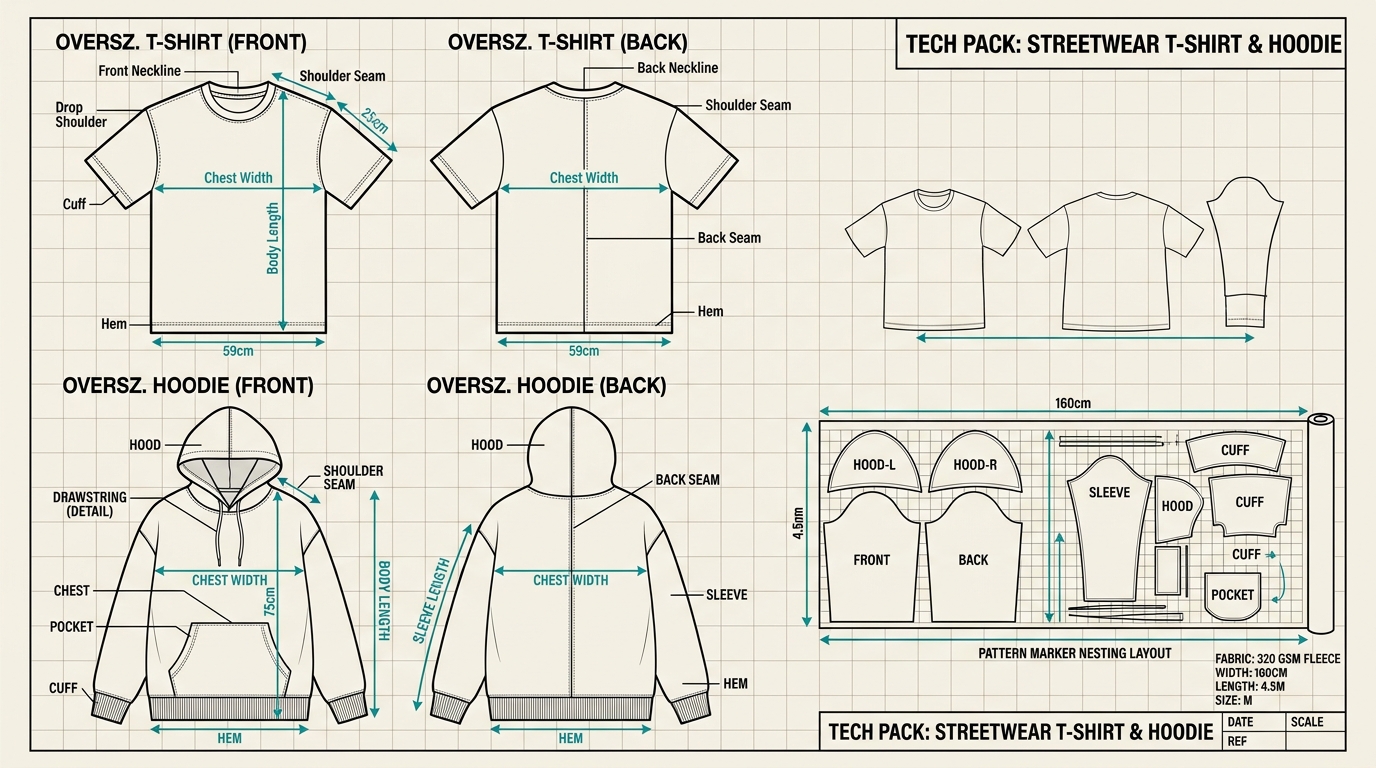 OVERSZ. T-SHIRT (FRONT)
Front Neckline
Shoulder Seam
Drop
Shoulder
Chest Width
Body Length
Cuff
Hem
59cm
OVERSZ. T-SHIRT (BACK)
Back Neckline
Shoulder Seam
Chest Width
Back Seam
Hem
59cm
TECH PACK: STREETWEAR T-SHIRT & HOODIE
OVERSZ. HOODIE (FRONT)
HOOD
SHOULDER
SEAM
DRAWSTRING
(DETAIL)
CHEST WIDTH
CHEST
75cm
BODY LENGTH
POCKET
CUFF
HEM
OVERSZ. HOODIE (BACK)
HOOD
BACK SEAM
CHEST WIDTH
SLEEVE LENGTH
SLEEVE
HEM
HEM
160cm
HOOD-L
HOOD-R
SLEEVE
HOOD
CUFF
CUFF
CUFF
FRONT
BACK
POCKET
PATTERN MARKER NESTING LAYOUT
FABRIC: 320 GSM FLEECE
WIDTH: 160CM
LENGTH: 4.5M
SIZE: M
TECH PACK: STREETWEAR T-SHIRT & HOODIE
DATE
SCALE
REF